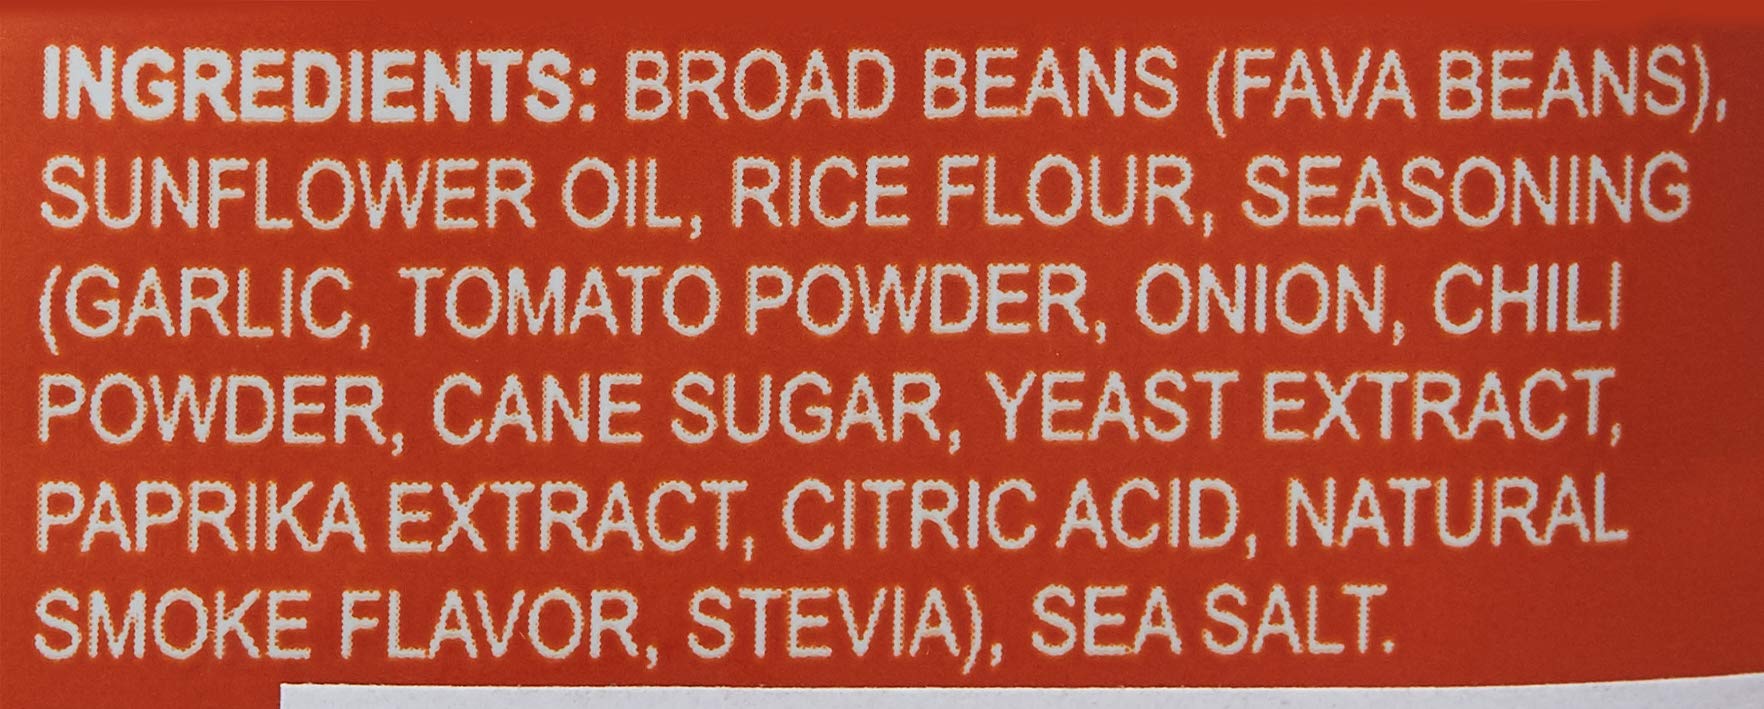 INGREDIENTS: BROAD BEANS (FAVA BEANS),
SUNFLOWER OIL, RICE FLOUR, SEASONING
(GARLIC, TOMATO POWDER, ONION, CHILI
POWDER, CANE SUGAR, YEAST EXTRACT,
PAPRIKA EXTRACT, CITRIC ACID, NATURAL
SMOKE FLAVOR, STEVIA), SEA SALT.